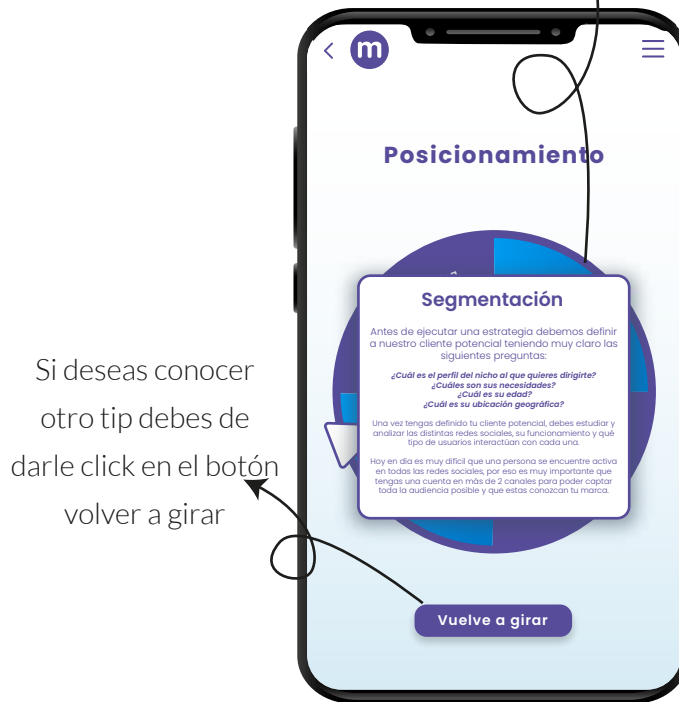 m
Posicionamiento
Segmentación
Antes de ejecutar una estrategia debemos definir
a nuestro cliente potencial teniendo muy claro las
siguientes preguntas:
¿Cuál es el perfil del nicho al que quieres dirigirte?
¿Cuáles son sus necesidades?
¿Cuál es su edad?
¿Cuál es su ubicación geográfica?
Una vez tengas definido tu cliente potencial, debes estudiar y
analizar las distintas redes sociales, su funcionamiento y qué
tipo de usuarios interactúan con cada una.
Hoy en día es muy difícil que una persona se encuentre activa
en todas las redes sociales, por eso es muy importante que
tengas una cuenta en más de 2 canales para poder captar
toda la audiencia posible y que estas conozcan tu marca.
Si deseas conocer
otro tip debes de
darle click en el botón
volver a girar
Vuelve a girar